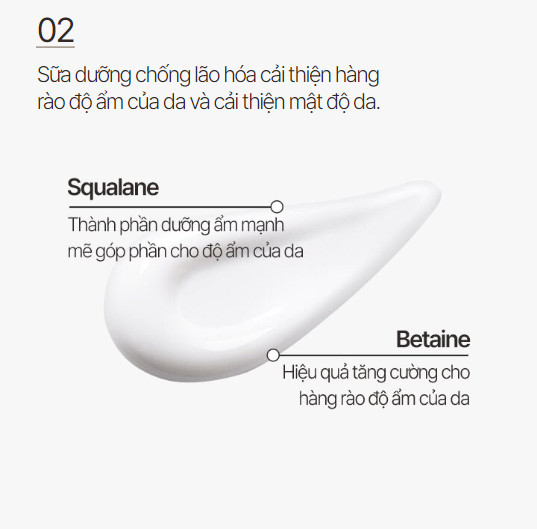 02
Sữa dưỡng chống lão hóa cải thiện hàng
rào độ ẩm của da và cải thiện mật độ da.
Squalane
Thành phần dưỡng ẩm mạnh
mẽ góp phần cho độ ẩm của da
Betaine
Hiệu quả tăng cường cho
hàng rào độ ẩm của da